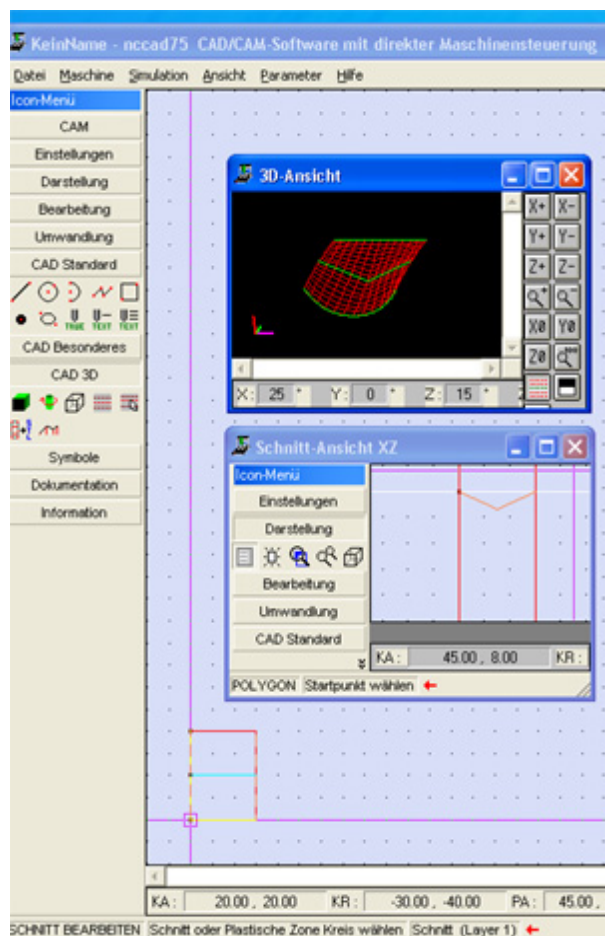 KeinName - nccad75 CAD/CAM-Software mit direkter Maschinensteuerung
Datei Maschine Simulation Ansicht Parameter Hilfe
Icon-Menü
CAM
Einstellungen
Darstellung
Bearbeitung
Umwandlung
CAD Standard
TRUE TEXT TEXT
CAD Besonderes
CAD 3D
Symbole
Dokumentation
Information
3D-Ansicht
X+ X-
Y+ Y-
Z+ Z-
X0 Y0
Z0
X: 25 ° Y: 0 ° Z: 15 °
Schnitt-Ansicht XZ
Icon-Menü
Einstellungen
Darstellung
Bearbeitung
Umwandlung
CAD Standard
KA: 45.00 , 8.00 KR:
POLYGON Startpunkt wählen
KA: 20.00 , 20.00 KR: -30.00 , -40.00 PA: 45.00 ,
SCHNITT BEARBEITEN Schnitt oder Plastische Zone Kreis wählen Schnitt (Layer 1)